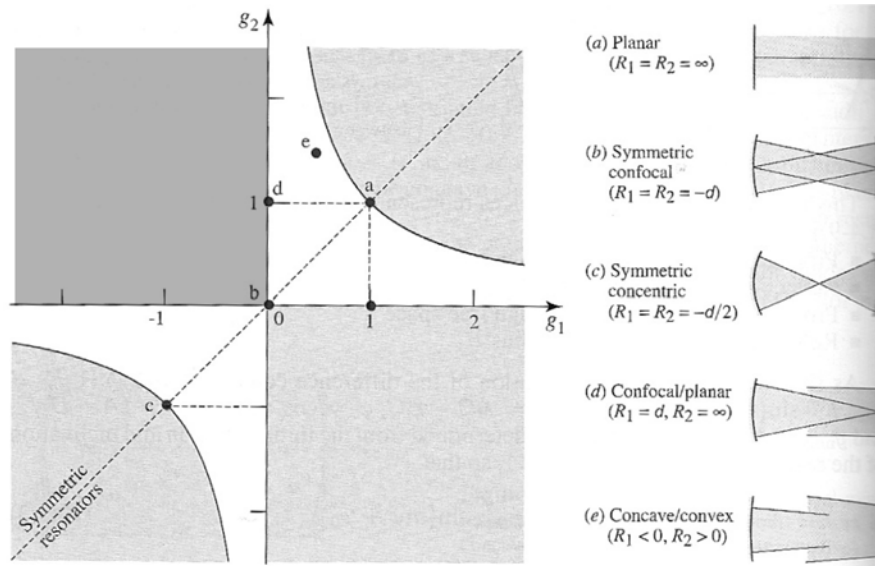 g2
e
d
a
1
b
-1
0
1
2
g1
c
Symmetric
resonators
(a) Planar
(R1 = R2 = ∞)
(b) Symmetric
confocal
(R1 = R2 = −d)
(c) Symmetric
concentric
(R1 = R2 = −d/2)
(d) Confocal/planar
(R1 = d, R2 = ∞)
(e) Concave/convex
(R1 < 0, R2 > 0)